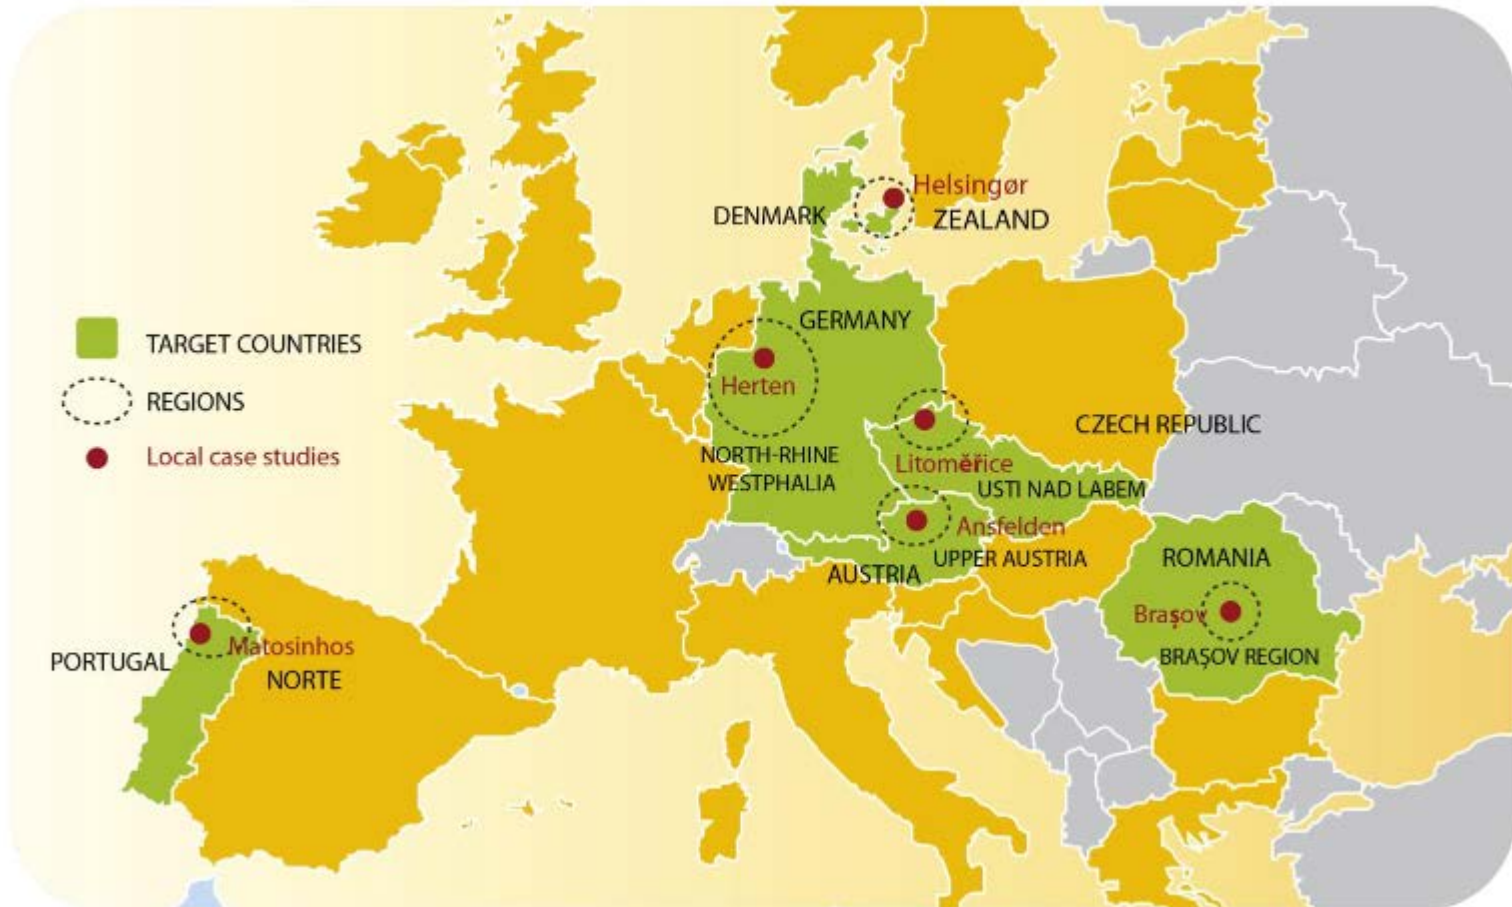 Helsingør
DENMARK
ZEALAND
GERMANY
TARGET COUNTRIES
Herten
REGIONS
CZECH REPUBLIC
Local case studies
NORTH-RHINE
WESTPHALIA
Litoměřice
USTI NAD LABEM
Ansfelden
UPPER AUSTRIA
AUSTRIA
ROMANIA
Brașov
BRAȘOV REGION
Matosinhos
PORTUGAL
NORTE